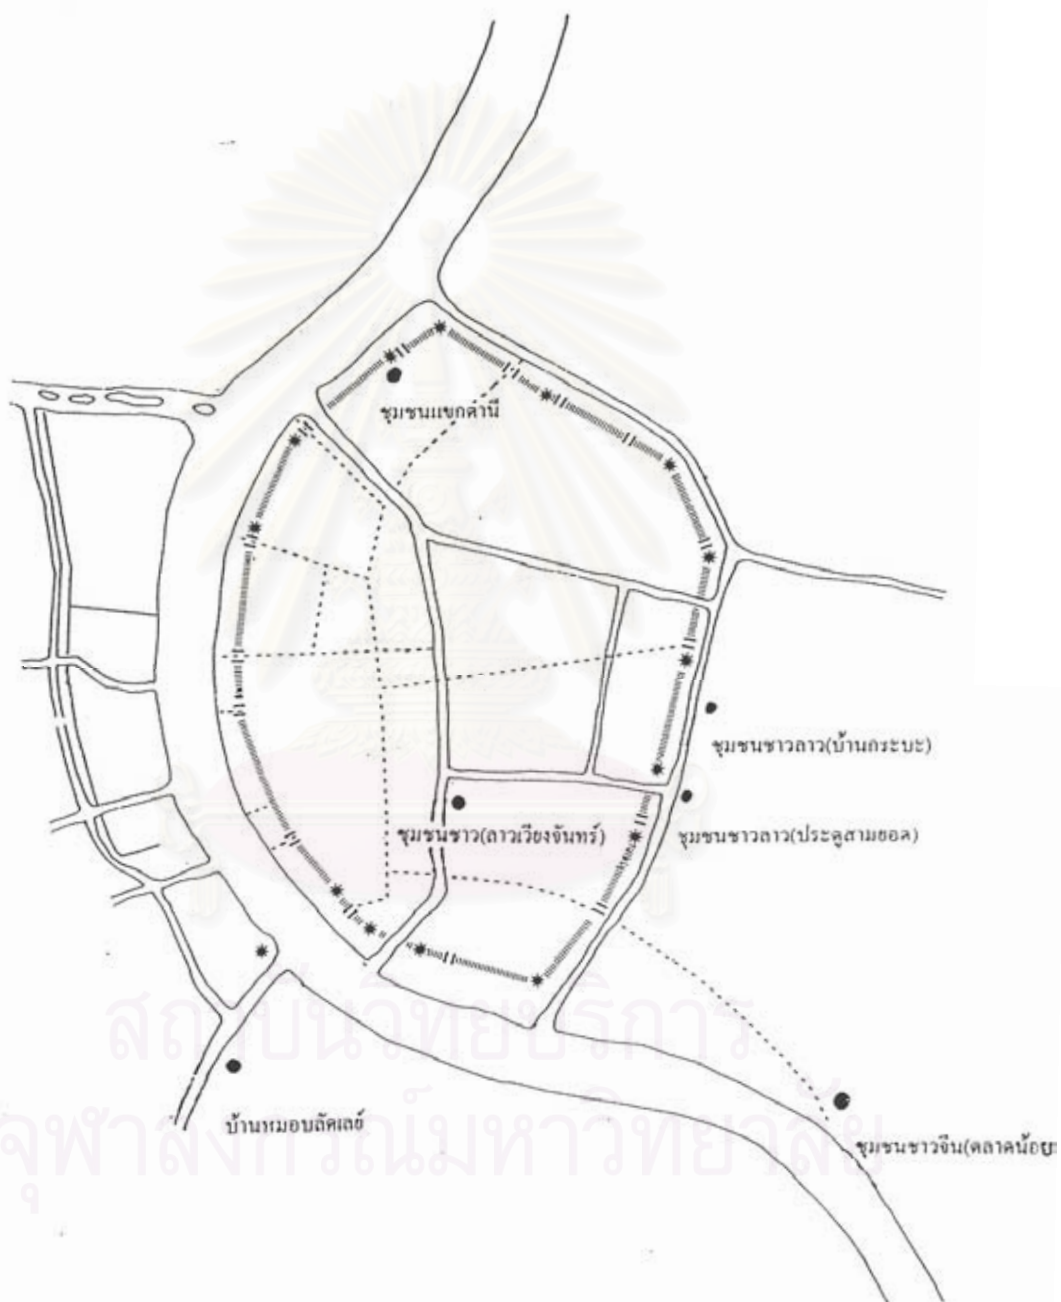 ชุมชนแขกตานี
ชุมชนชาวลาว(บ้านกระบะ)
ชุมชนชาว(ลาวเวียงจันทร์)
ชุมชนชาวลาว(ประตูสามยอด)
สถาบันวิทยบริการ
บ้านหมอบลัดเลย์
จุฬาลงกรณ์มหาวิทยาลัย
ชุมชนชาวจีน(ตลาดน้อย